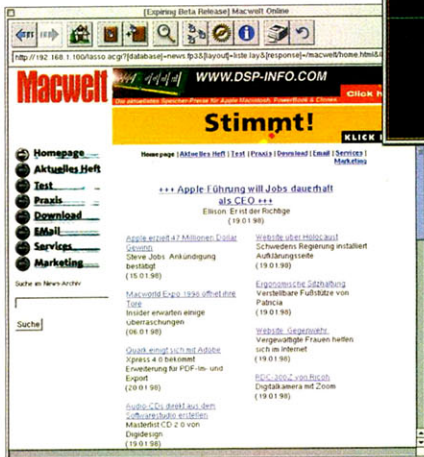 [Expiring Beta Release] Macwelt Online
http://192.168.1.100/lasso.acgi?[database]=news.fp3&[layout]=liste.lay&[response]=/macwelt/home.html&
Macwelt
WWW.DSP-INFO.COM
Die aktuellsten Speicher-Preise für Apple Macintosh, PowerBook & Clones.
Click h
Stimmt!
KLICK
Homepage
Aktuelles Heft
Test
Praxis
Download
EMail
Services
Marketing
Suche im News-Archiv
Suche
Homepage | Aktuelles Heft | Test | Praxis | Download | Email | Services |
Marketing
+++ Apple Führung will Jobs dauerhaft
als CEO +++
Ellison: Er ist der Richtige
(19.01.98)
Apple erzielt 47 Millionen Dollar
Gewinn
Steve Jobs: Ankündigung
bestätigt
(15.01.98)
Macworld Expo 1998 öffnet ihre
Tore
Insider erwarten einige
Überraschungen
(06.01.98)
Quark einigt sich mit Adobe
Xpress 4.0 bekommt
Erweiterung für PDF-Im- und
Export
(20.01.98)
Audio-CDs direkt aus dem
Softwarestudio erstellen
Masterlist CD 2.0 von
Digidesign
(19.01.98)
Website über Holocaust
Schwedens Regierung installiert
Aufklärungsseite
(19.01.98)
Ergonomische Sitzhaltung
Verstellbare Fußstütze von
Patricia
(19.01.98)
Website: Gegenwehr
Vergewaltigte Frauen helfen
sich im Internet
(19.01.98)
RDC-300Z von Ricoh
Digitalkamera mit Zoom
(19.01.98)